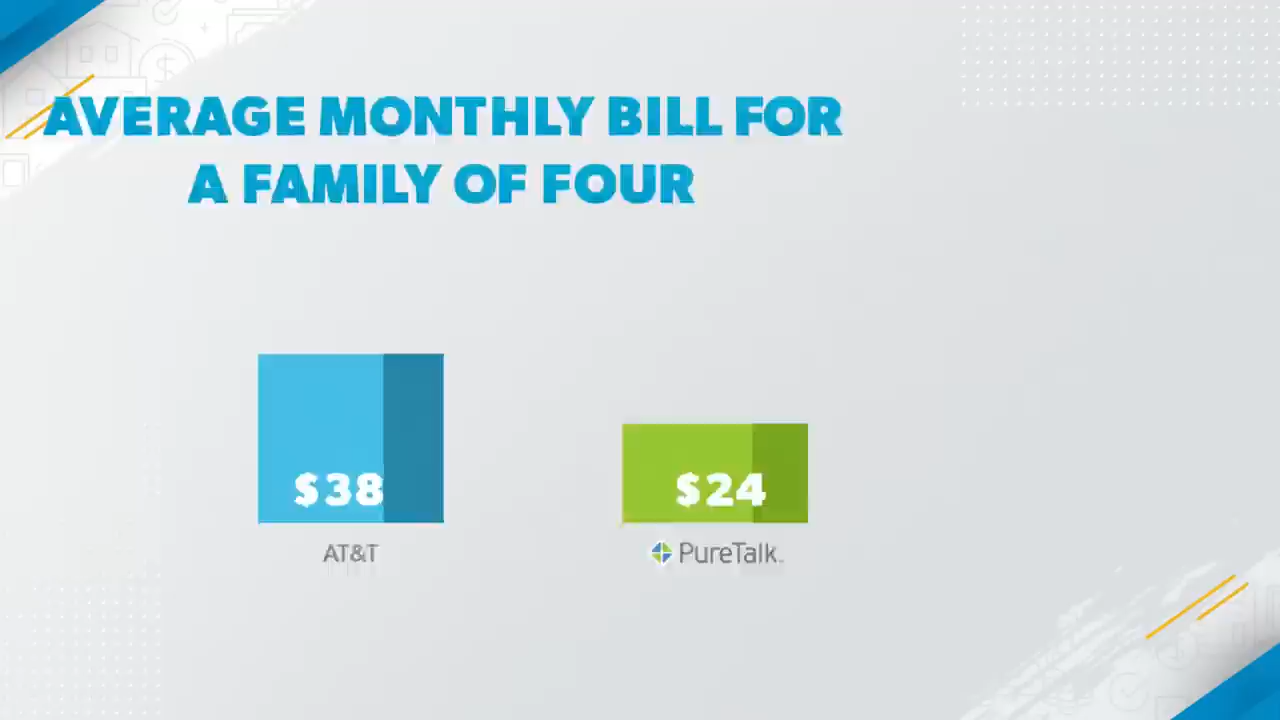 AVERAGE MONTHLY BILL FOR
A FAMILY OF FOUR
$38
$24
AT&T
PureTalk